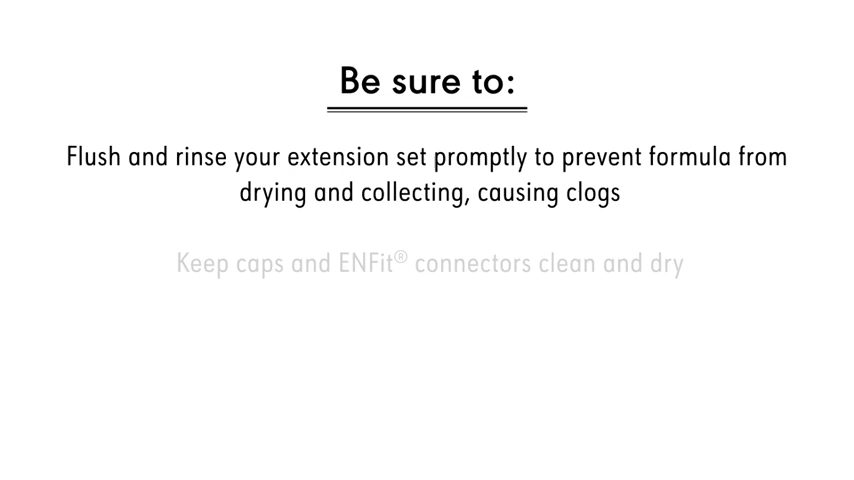 Be sure to:
Flush and rinse your extension set promptly to prevent formula from
drying and collecting, causing clogs
Keep caps and ENFit® connectors clean and dry